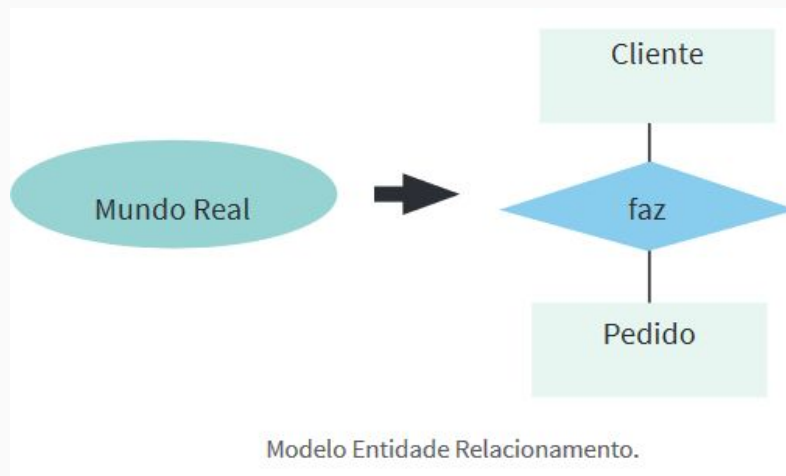 Cliente
Mundo Real
faz
Pedido
Modelo Entidade Relacionamento.